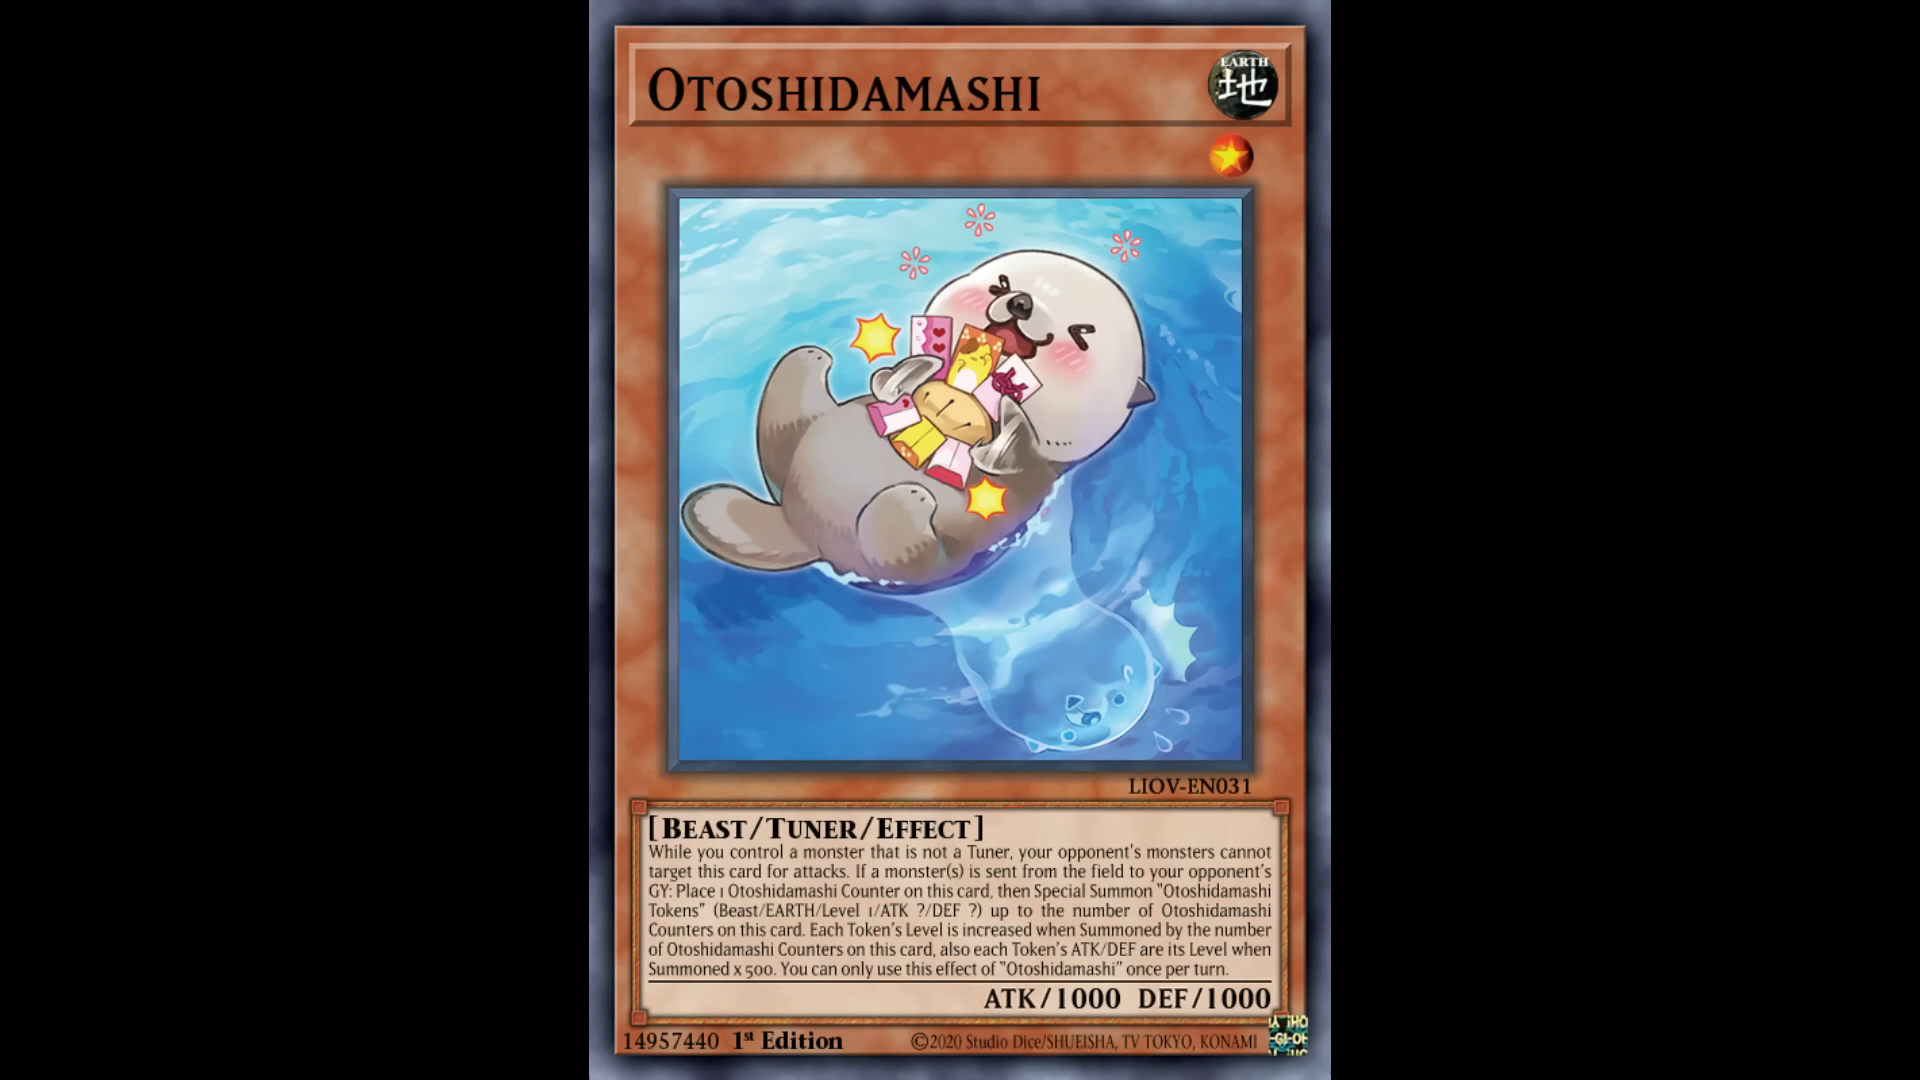 OTOSHIDAMASHI
EARTH
地
LIOV-EN031
[BEAST/TUNER/EFFECT]
While you control a monster that is not a Tuner, your opponent's monsters cannot
target this card for attacks. If a monster(s) is sent from the field to your opponent's
GY: Place 1 Otoshidamashi Counter on this card, then Special Summon "Otoshidamashi
Tokens" (Beast/EARTH/Level 1/ATK ?/DEF ?) up to the number of Otoshidamashi
Counters on this card. Each Token's Level is increased when Summoned by the number
of Otoshidamashi Counters on this card, also each Token's ATK/DEF are its Level when
Summoned x 500. You can only use this effect of "Otoshidamashi" once per turn.
ATK/1000 DEF/1000
14957440 1st Edition ©2020 Studio Dice/SHUEISHA, TV TOKYO, KONAMI